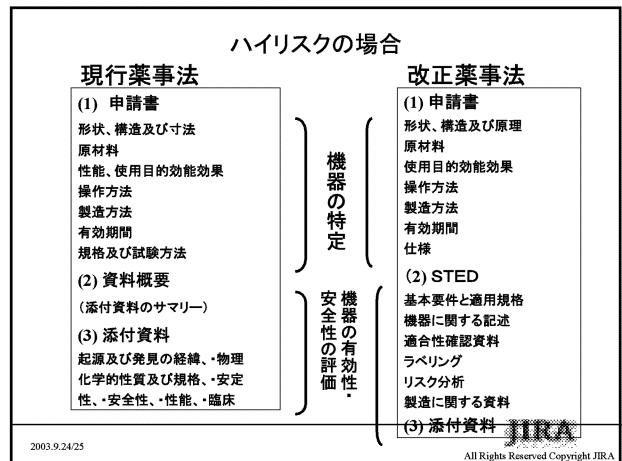 ハイリスクの場合
現行薬事法
(1) 申請書
形状、構造及び寸法
原材料
性能、使用目的効能効果
操作方法
製造方法
有効期間
規格及び試験方法
(2) 資料概要
(添付資料のサマリー)
(3) 添付資料
起源及び発見の経緯、・物理
化学的性質及び規格、・安定
性、・安全性、・性能、・臨床
機器の特定
機器の有効性・
安全性の評価
改正薬事法
(1) 申請書
形状、構造及び原理
原材料
使用目的効能効果
操作方法
製造方法
有効期間
仕様
(2) STED
基本要件と適用規格
機器に関する記述
適合性確認資料
ラベリング
リスク分析
製造に関する資料
(3) 添付資料
JIRA
2003.9.24/25
All Rights Reserved Copyright JIRA